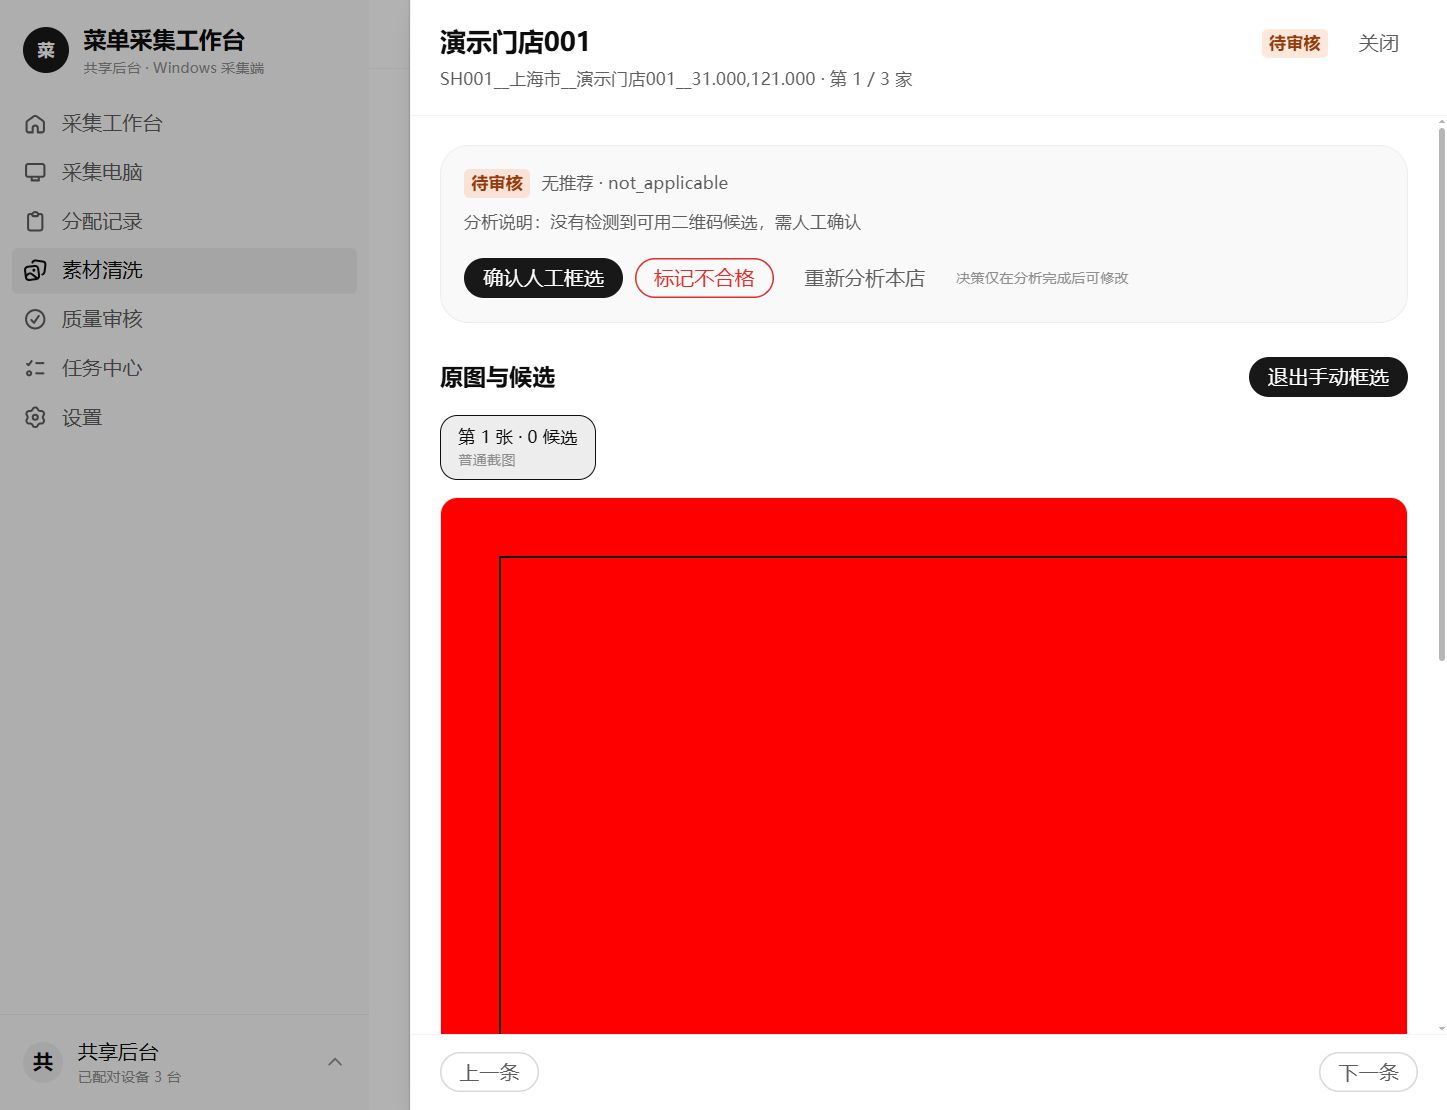 菜
菜单采集工作台
共享后台 · Windows 采集端
采集工作台
采集电脑
分配记录
素材清洗
质量审核
任务中心
设置
共
共享后台
已配对设备 3 台
演示门店001
待审核
关闭
SH001__上海市__演示门店001__31.000,121.000 · 第 1 / 3 家
待审核 无推荐 · not_applicable
分析说明：没有检测到可用二维码候选，需人工确认
确认人工框选 标记不合格 重新分析本店 决策仅在分析完成后可修改
原图与候选
退出手动框选
第 1 张 · 0 候选
普通截图
上一条
下一条